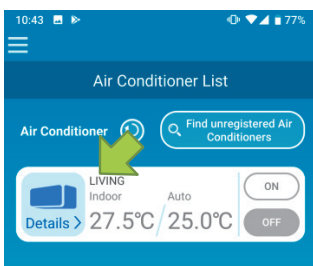 10:43 77%
Air Conditioner List
Air Conditioner
Find unregistered Air
Conditioners
LIVING
Indoor Auto ON
Details > 27.5℃ 25.0℃ OFF